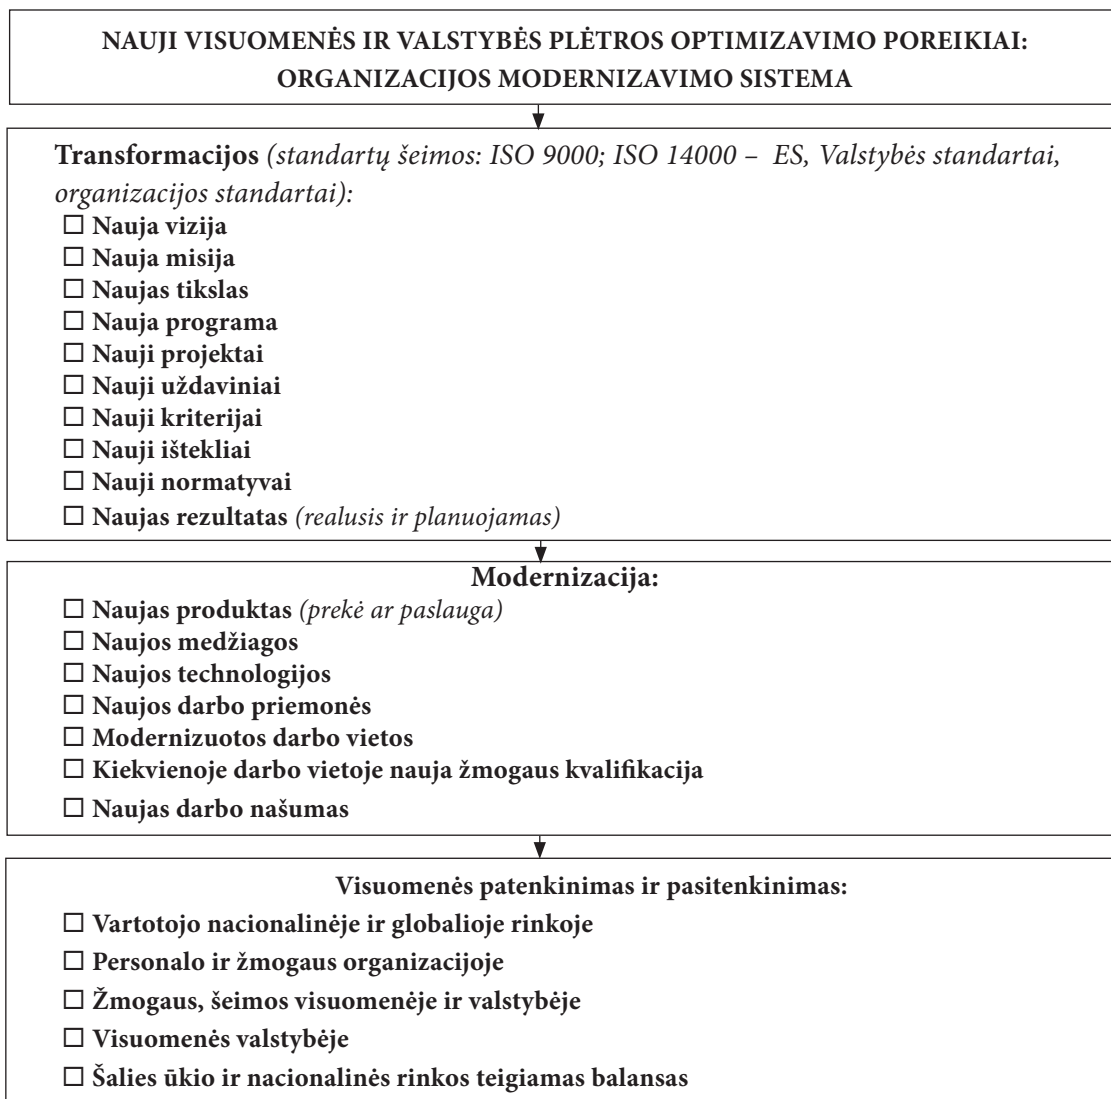 NAUJI VISUOMENĖS IR VALSTYBĖS PLĖTROS OPTIMIZAVIMO POREIKIAI:
ORGANIZACIJOS MODERNIZAVIMO SISTEMA
Transformacijos (standartų šeimos: ISO 9000; ISO 14000 – ES, Valstybės standartai,
organizacijos standartai):
☐ Nauja vizija
☐ Nauja misija
☐ Naujas tikslas
☐ Nauja programa
☐ Nauji projektai
☐ Nauji uždaviniai
☐ Nauji kriterijai
☐ Nauji ištekliai
☐ Nauji normatyvai
☐ Naujas rezultatas (realusis ir planuojamas)
Modernizacija:
☐ Naujas produktas (prekė ar paslauga)
☐ Naujos medžiagos
☐ Naujos technologijos
☐ Naujos darbo priemonės
☐ Modernizuotos darbo vietos
☐ Kiekvienoje darbo vietoje nauja žmogaus kvalifikacija
☐ Naujas darbo našumas
Visuomenės patenkinimas ir pasitenkinimas:
☐ Vartotojo nacionalinėje ir globalioje rinkoje
☐ Personalo ir žmogaus organizacijoje
☐ Žmogaus, šeimos visuomenėje ir valstybėje
☐ Visuomenės valstybėje
☐ Šalies ūkio ir nacionalinės rinkos teigiamas balansas